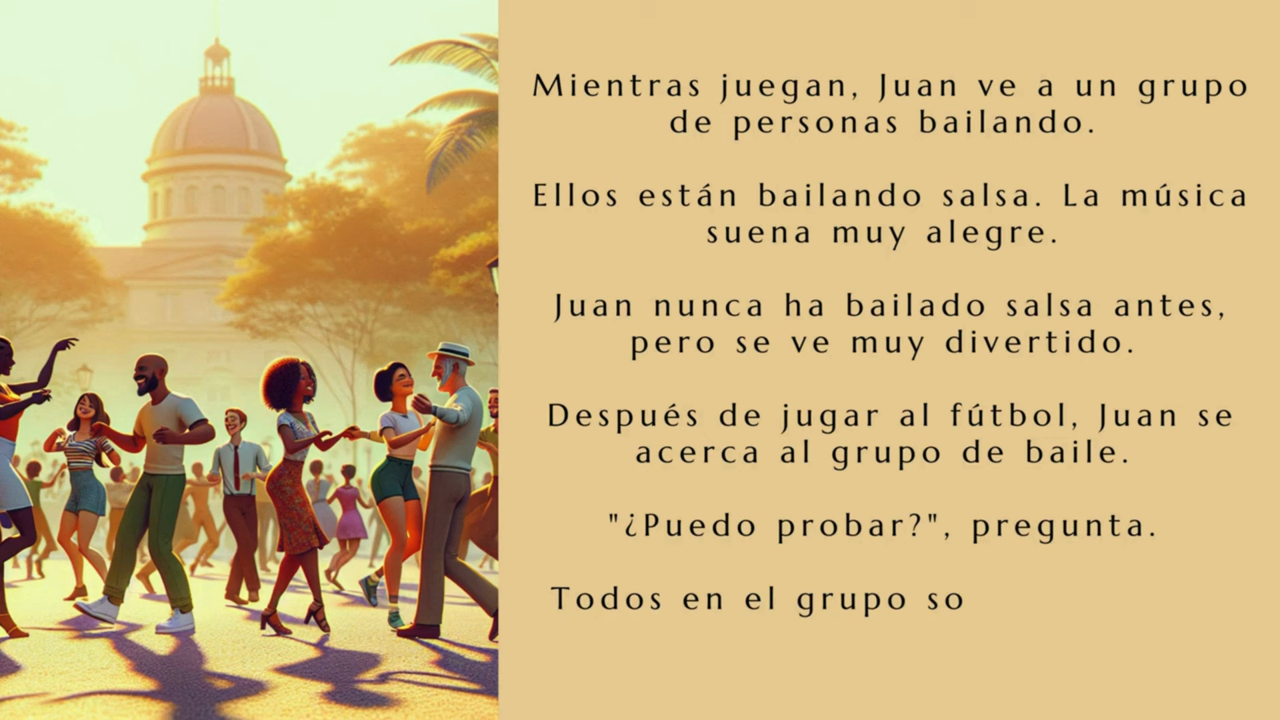 Mientras juegan, Juan ve a un grupo
de personas bailando.
Ellos están bailando salsa. La música
suena muy alegre.
Juan nunca ha bailado salsa antes,
pero se ve muy divertido.
Después de jugar al fútbol, Juan se
acerca al grupo de baile.
"¿Puedo probar?", pregunta.
Todos en el grupo so